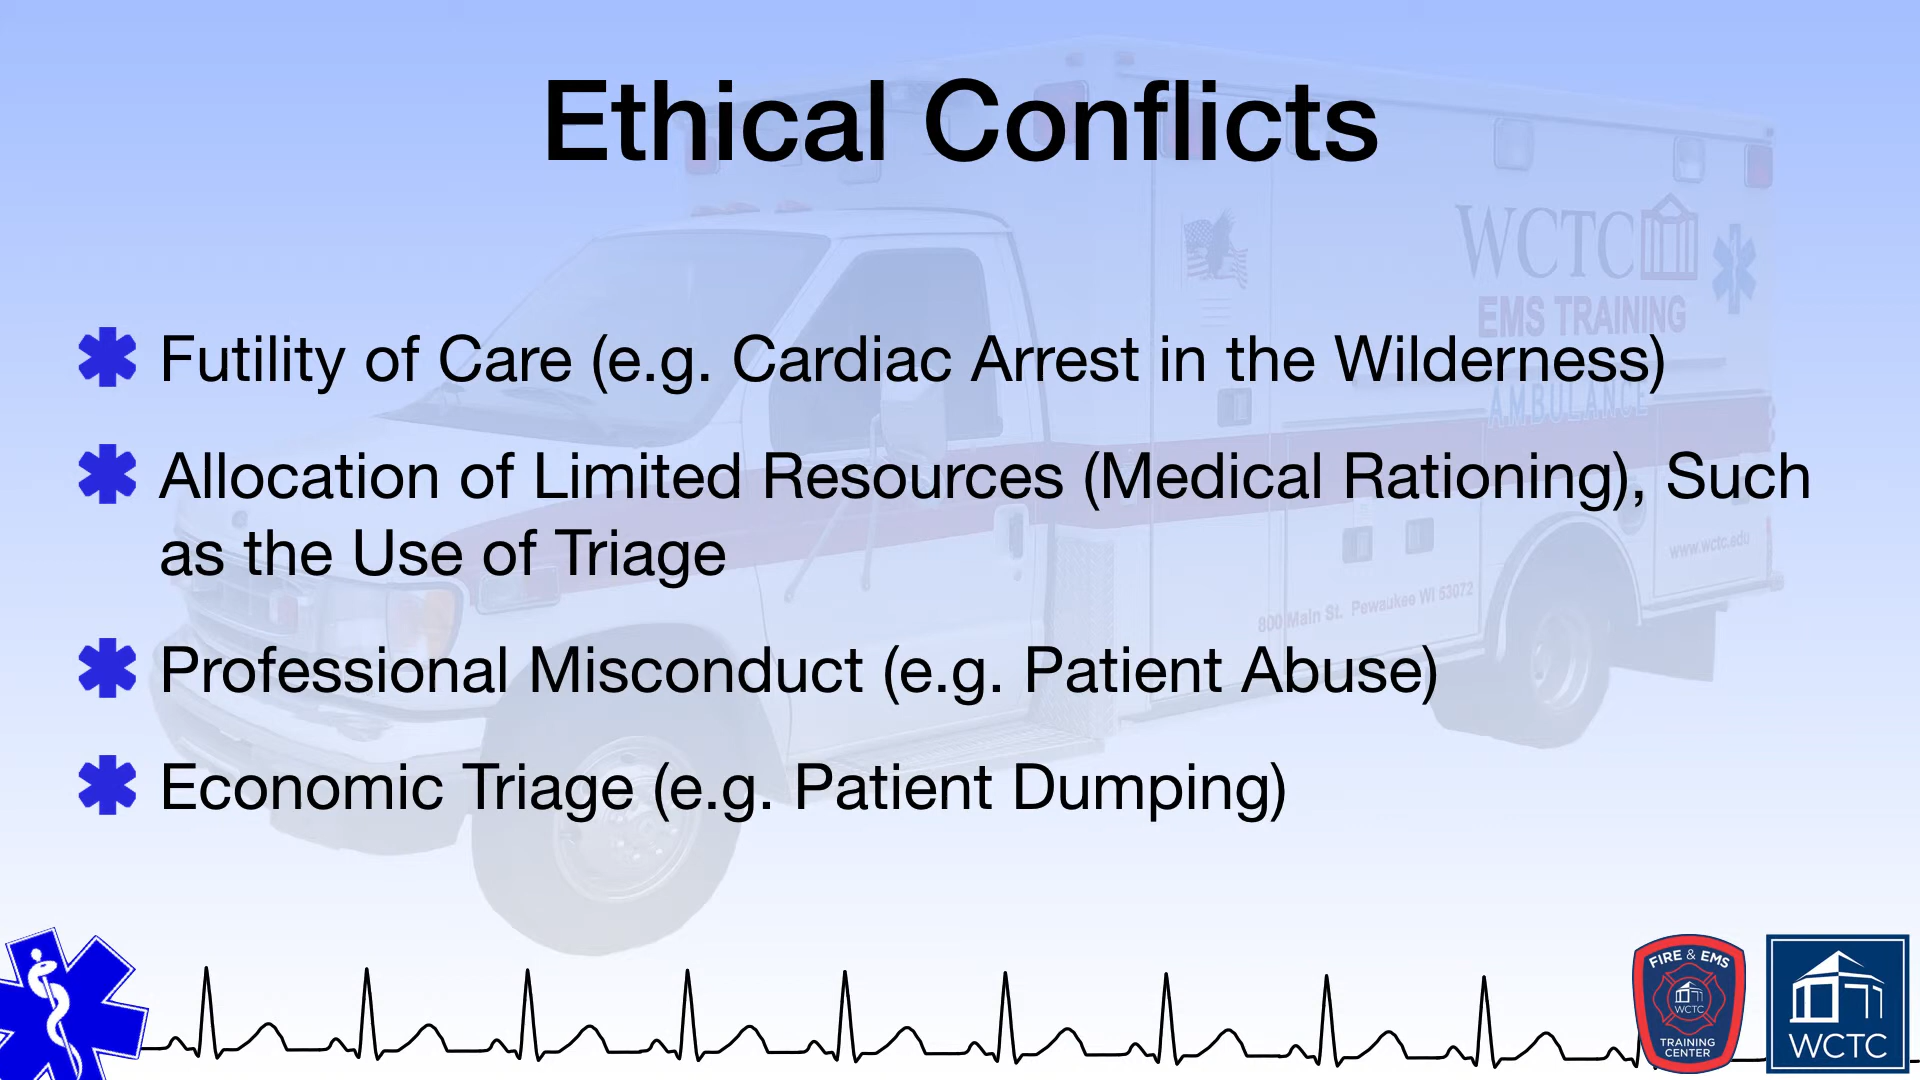 Ethical Conflicts
WCTC
EMS TRAINING
Futility of Care (e.g. Cardiac Arrest in the Wilderness)
AMBULANCE
Allocation of Limited Resources (Medical Rationing), Such
as the Use of Triage
www.wctc.edu
800 Main St. Pewaukee WI 53072
Professional Misconduct (e.g. Patient Abuse)
Economic Triage (e.g. Patient Dumping)
FIRE & EMS
WCTC
TRAINING
CENTER
WCTC